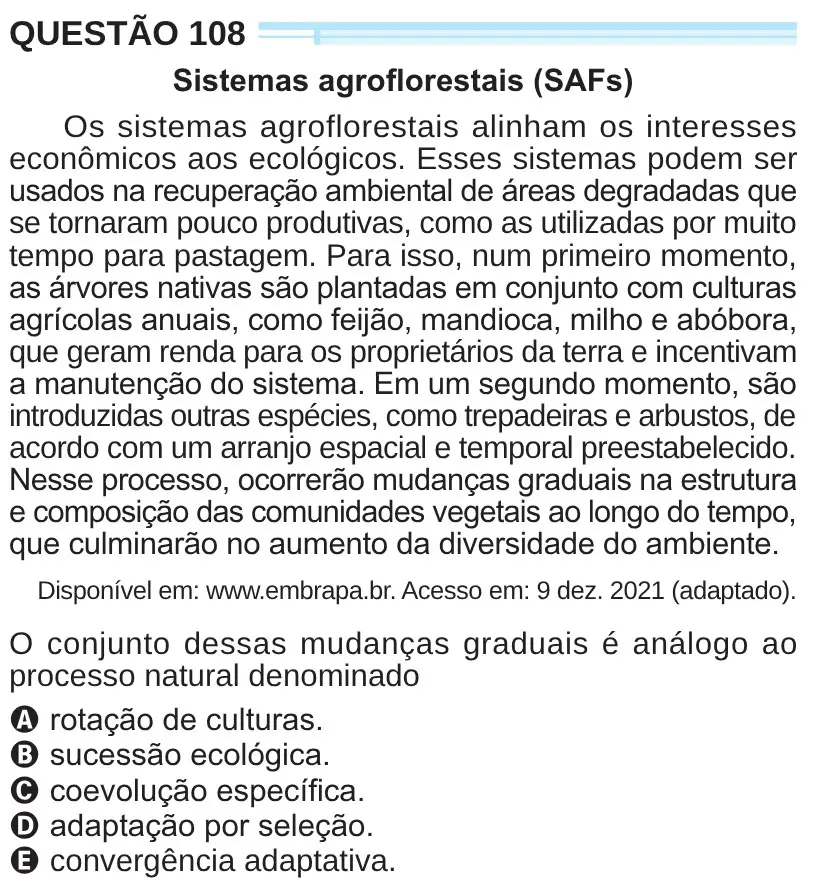 QUESTÃO 108
Sistemas agroflorestais (SAFs)
Os sistemas agroflorestais alinham os interesses
econômicos aos ecológicos. Esses sistemas podem ser
usados na recuperação ambiental de áreas degradadas que
se tornaram pouco produtivas, como as utilizadas por muito
tempo para pastagem. Para isso, num primeiro momento,
as árvores nativas são plantadas em conjunto com culturas
agrícolas anuais, como feijão, mandioca, milho e abóbora,
que geram renda para os proprietários da terra e incentivam
a manutenção do sistema. Em um segundo momento, são
introduzidas outras espécies, como trepadeiras e arbustos, de
acordo com um arranjo espacial e temporal preestabelecido.
Nesse processo, ocorrerão mudanças graduais na estrutura
e composição das comunidades vegetais ao longo do tempo,
que culminarão no aumento da diversidade do ambiente.
Disponível em: www.embrapa.br. Acesso em: 9 dez. 2021 (adaptado).
O conjunto dessas mudanças graduais é análogo ao
processo natural denominado
A rotação de culturas.
B sucessão ecológica.
C coevolução específica.
D adaptação por seleção.
E convergência adaptativa.